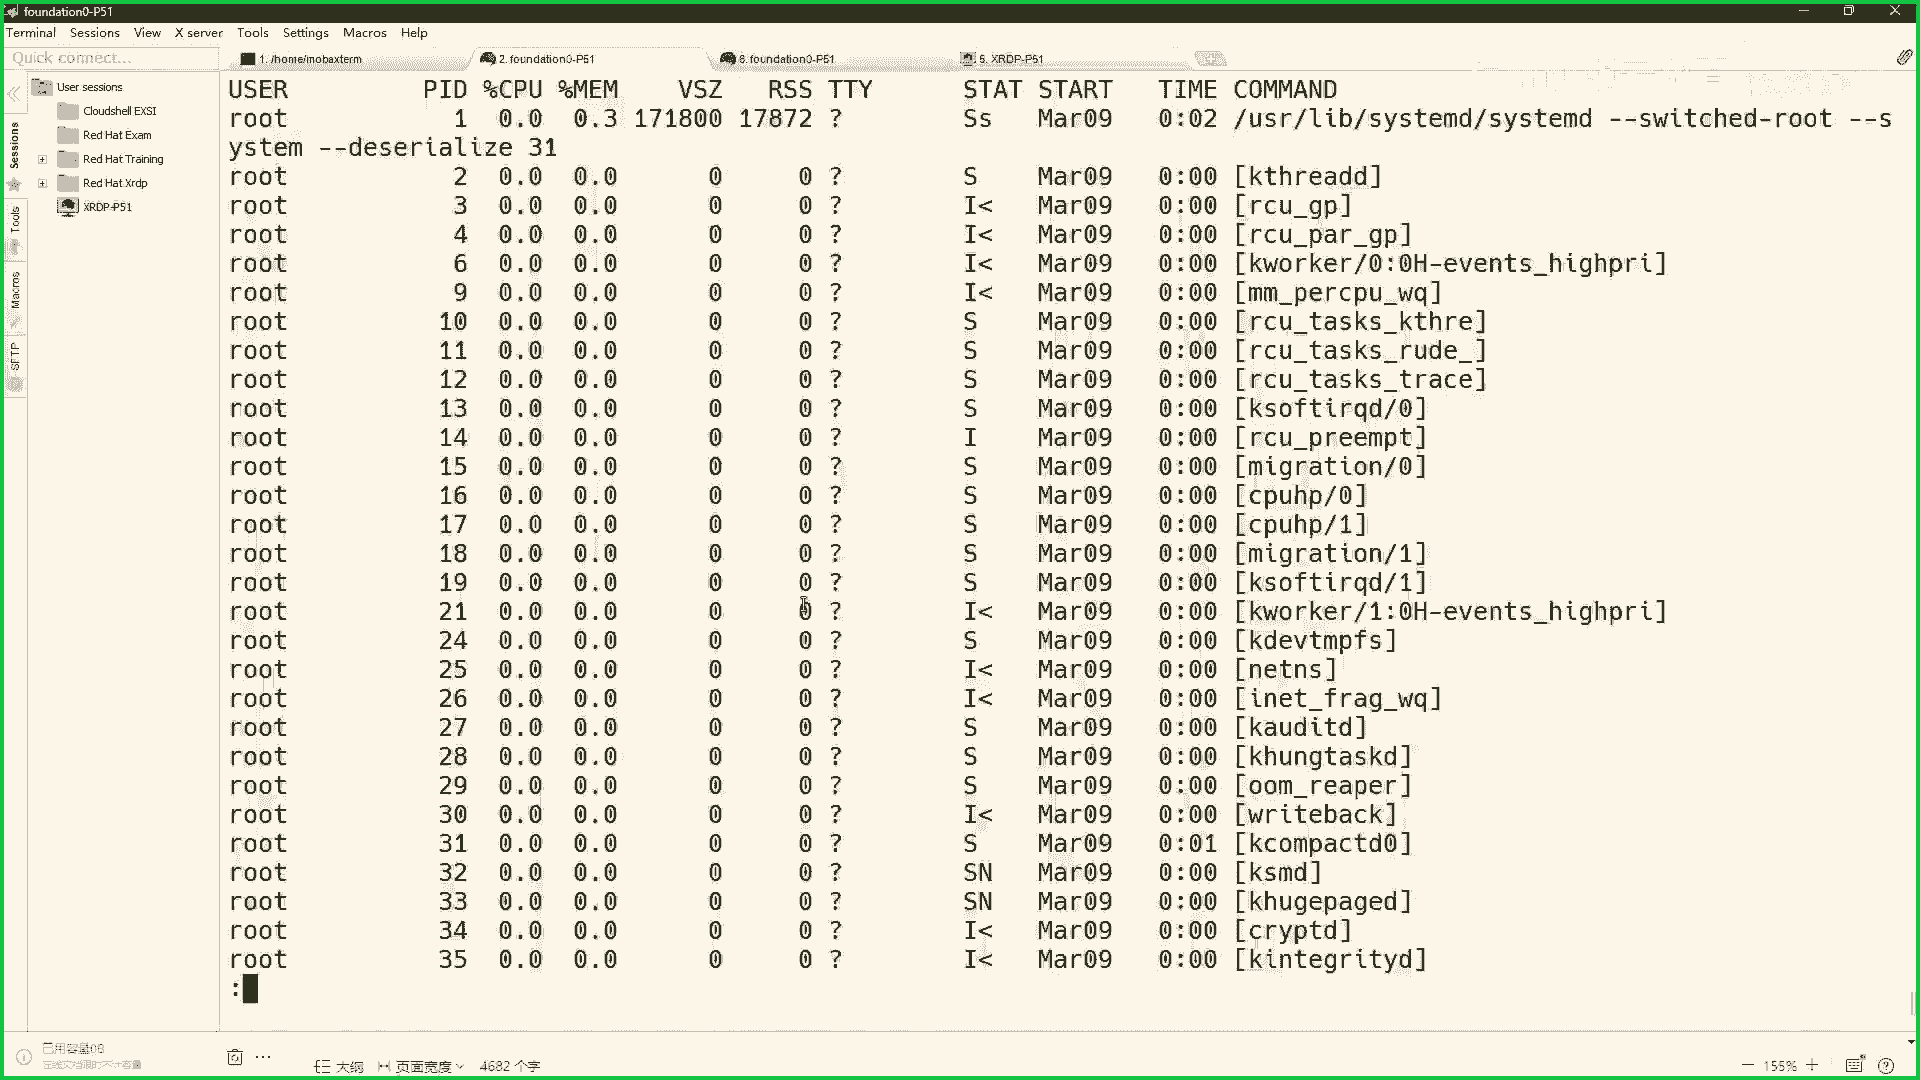 foundation0-P51
Terminal Sessions View X server Tools Settings Macros Help
Quick connect...
1. /home/mobaxterm
2. foundation0-P51
8. foundation0-P51
5. XRDP-P51
User sessions
Cloudshell EXSI
Red Hat Exam
Red Hat Training
Red Hat Xrdp
XRDP-P51
Sessions
Tools
Macros
SFTP
USER PID %CPU %MEM VSZ RSS TTY STAT START TIME COMMAND
root 1 0.0 0.3 171800 17872 ? Ss Mar09 0:02 /usr/lib/systemd/systemd --switched-root --s
ystem --deserialize 31
root 2 0.0 0.0 0 0 ? S Mar09 0:00 [kthreadd]
root 3 0.0 0.0 0 0 ? I< Mar09 0:00 [rcu_gp]
root 4 0.0 0.0 0 0 ? I< Mar09 0:00 [rcu_par_gp]
root 6 0.0 0.0 0 0 ? I< Mar09 0:00 [kworker/0:0H-events_highpri]
root 9 0.0 0.0 0 0 ? I< Mar09 0:00 [mm_percpu_wq]
root 10 0.0 0.0 0 0 ? S Mar09 0:00 [rcu_tasks_kthre]
root 11 0.0 0.0 0 0 ? S Mar09 0:00 [rcu_tasks_rude_]
root 12 0.0 0.0 0 0 ? S Mar09 0:00 [rcu_tasks_trace]
root 13 0.0 0.0 0 0 ? S Mar09 0:00 [ksoftirqd/0]
root 14 0.0 0.0 0 0 ? I Mar09 0:00 [rcu_preempt]
root 15 0.0 0.0 0 0 ? S Mar09 0:00 [migration/0]
root 16 0.0 0.0 0 0 ? S Mar09 0:00 [cpuhp/0]
root 17 0.0 0.0 0 0 ? S Mar09 0:00 [cpuhp/1]
root 18 0.0 0.0 0 0 ? S Mar09 0:00 [migration/1]
root 19 0.0 0.0 0 0 ? S Mar09 0:00 [ksoftirqd/1]
root 21 0.0 0.0 0 0 ? I< Mar09 0:00 [kworker/1:0H-events_highpri]
root 24 0.0 0.0 0 0 ? S Mar09 0:00 [kdevtmpfs]
root 25 0.0 0.0 0 0 ? I< Mar09 0:00 [netns]
root 26 0.0 0.0 0 0 ? I< Mar09 0:00 [inet_frag_wq]
root 27 0.0 0.0 0 0 ? S Mar09 0:00 [kauditd]
root 28 0.0 0.0 0 0 ? S Mar09 0:00 [khungtaskd]
root 29 0.0 0.0 0 0 ? S Mar09 0:00 [oom_reaper]
root 30 0.0 0.0 0 0 ? I< Mar09 0:00 [writeback]
root 31 0.0 0.0 0 0 ? S Mar09 0:01 [kcompactd0]
root 32 0.0 0.0 0 0 ? SN Mar09 0:00 [ksmd]
root 33 0.0 0.0 0 0 ? SN Mar09 0:00 [khugepaged]
root 34 0.0 0.0 0 0 ? I< Mar09 0:00 [cryptd]
root 35 0.0 0.0 0 0 ? I< Mar09 0:00 [kintegrityd]
:
已用容量0B
大纲 页面宽度 4682 个字
155%